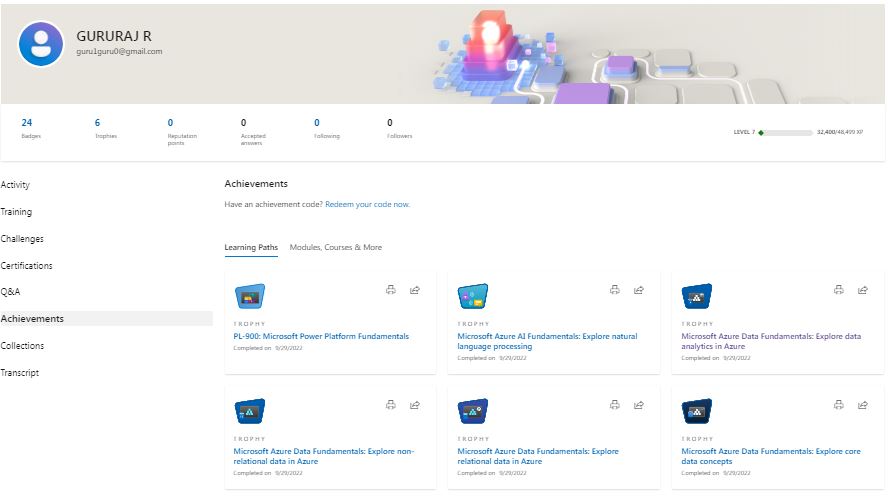 GURURAJ R
guru1guru0@gmail.com
24
Badges
6
Trophies
0
Reputation
points
0
Accepted
answers
0
Following
0
Followers
LEVEL 7
32,400/48,499 XP
Activity
Training
Challenges
Certifications
Q&A
Achievements
Collections
Transcript
Achievements
Have an achievement code? Redeem your code now.
Learning Paths
Modules, Courses & More
TROPHY
PL-900: Microsoft Power Platform Fundamentals
Completed on 9/29/2022
TROPHY
Microsoft Azure AI Fundamentals: Explore natural
language processing
Completed on 9/29/2022
TROPHY
Microsoft Azure Data Fundamentals: Explore data
analytics in Azure
Completed on 9/29/2022
TROPHY
Microsoft Azure Data Fundamentals: Explore non-
relational data in Azure
Completed on 9/29/2022
TROPHY
Microsoft Azure Data Fundamentals: Explore
relational data in Azure
Completed on 9/29/2022
TROPHY
Microsoft Azure Data Fundamentals: Explore core
data concepts
Completed on 9/29/2022